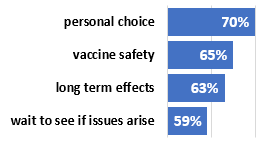 personal choice 70%
vaccine safety 65%
long term effects 63%
wait to see if issues arise 59%